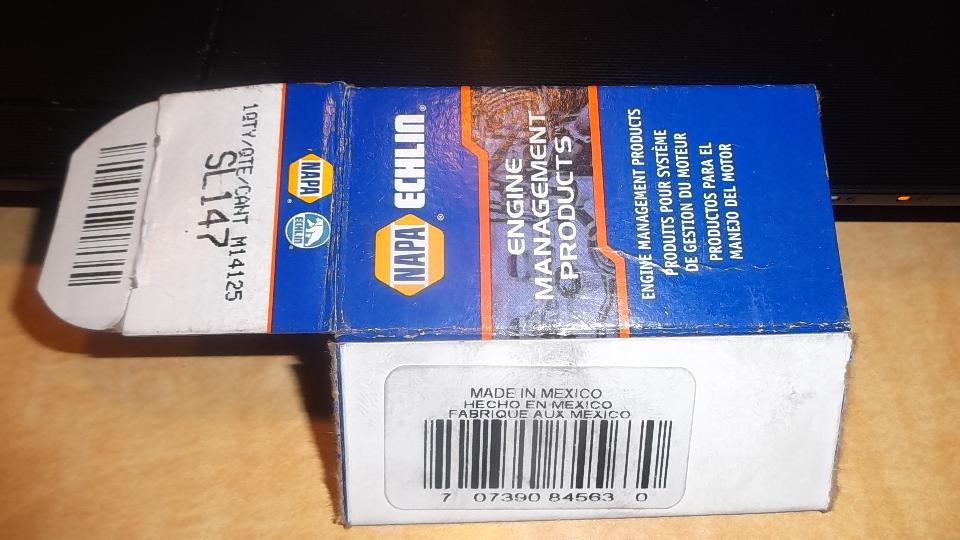 1QTY/QTE/CANT M14125
SL147
NAPA
ECHLIN
NAPA® ECHLIN®
ENGINE
MANAGEMENT
PRODUCTS
ENGINE MANAGEMENT PRODUCTS
PRODUITS POUR SYSTÈME
DE GESTION DU MOTEUR
PRODUCTOS PARA EL
MANEJO DEL MOTOR
MADE IN MEXICO
HECHO EN MEXICO
FABRIQUE AUX MEXICO
7 07390 84563 0